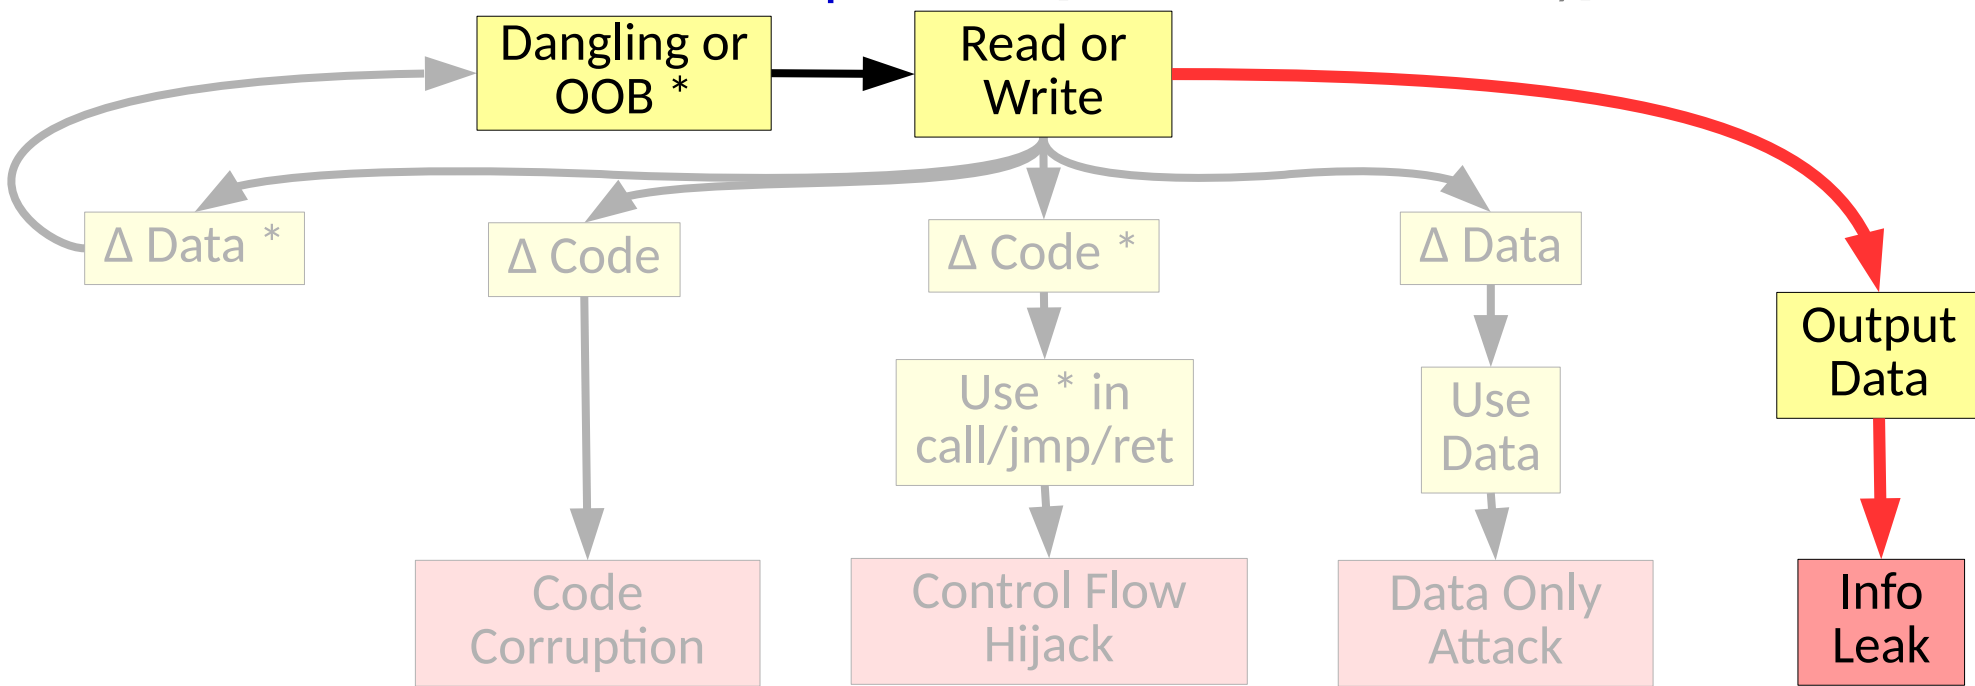 Dangling or
OOB *
Read or
Write
Δ Data *
Δ Code
Δ Code *
Δ Data
Output
Data
Use * in
call/jmp/ret
Use
Data
Code
Corruption
Control Flow
Hijack
Data Only
Attack
Info
Leak